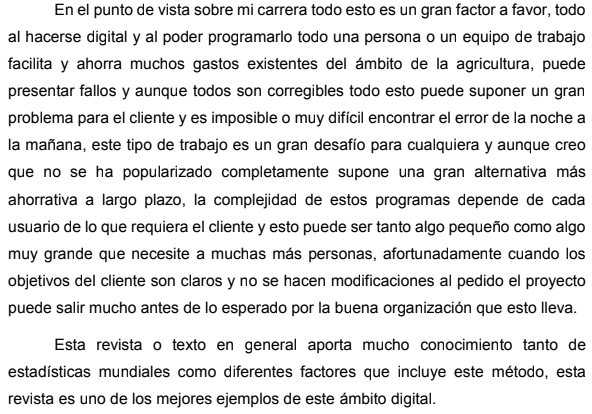 En el punto de vista sobre mi carrera todo esto es un gran factor a favor, todo
al hacerse digital y al poder programarlo todo una persona o un equipo de trabajo
facilita y ahorra muchos gastos existentes del ámbito de la agricultura, puede
presentar fallos y aunque todos son corregibles todo esto puede suponer un gran
problema para el cliente y es imposible o muy difícil encontrar el error de la noche a
la mañana, este tipo de trabajo es un gran desafío para cualquiera y aunque creo
que no se ha popularizado completamente supone una gran alternativa más
ahorrativa a largo plazo, la complejidad de estos programas depende de cada
usuario de lo que requiera el cliente y esto puede ser tanto algo pequeño como algo
muy grande que necesite a muchas más personas, afortunadamente cuando los
objetivos del cliente son claros y no se hacen modificaciones al pedido el proyecto
puede salir mucho antes de lo esperado por la buena organización que esto lleva.
Esta revista o texto en general aporta mucho conocimiento tanto de
estadísticas mundiales como diferentes factores que incluye este método, esta
revista es uno de los mejores ejemplos de este ámbito digital.